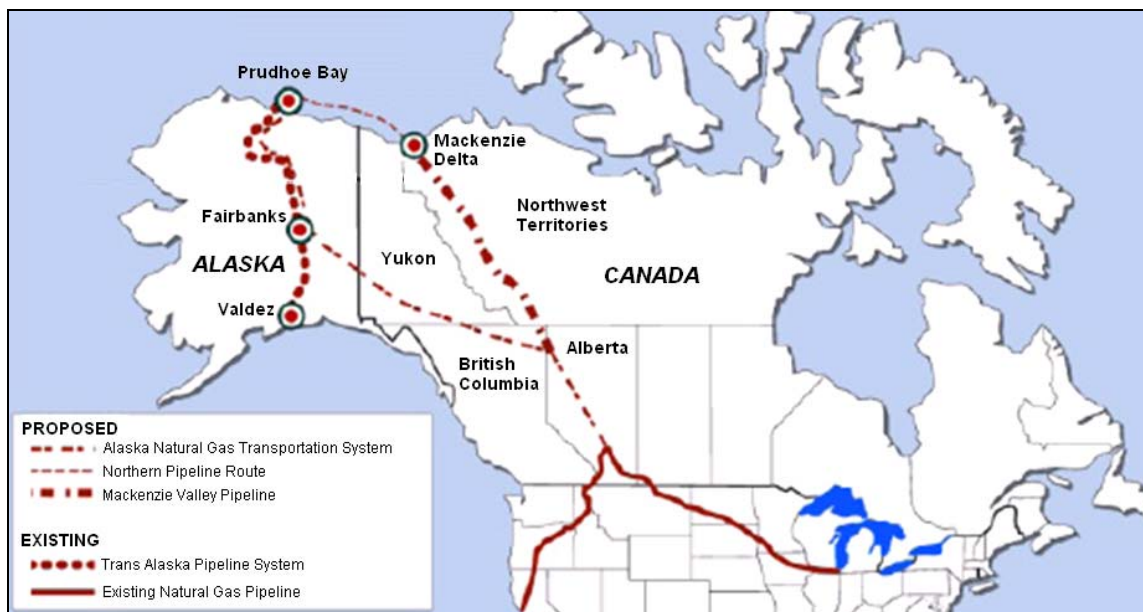 Prudhoe Bay
Mackenzie
Delta
Northwest
Territories
Fairbanks
Yukon
ALASKA
CANADA
Valdez
Alberta
British
Columbia
PROPOSED
Alaska Natural Gas Transportation System
Northern Pipeline Route
Mackenzie Valley Pipeline
EXISTING
Trans Alaska Pipeline System
Existing Natural Gas Pipeline